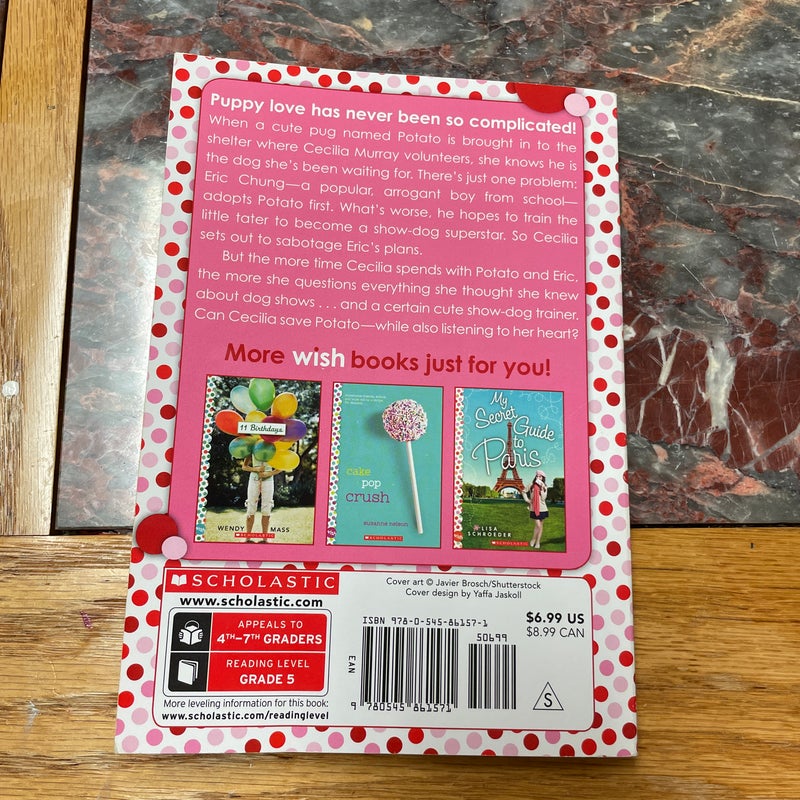 Puppy love has never been so complicated!
When a cute pug named Potato is brought in to the
shelter where Cecilia Murray volunteers, she knows he is
the dog she's been waiting for. There's just one problem:
Eric Chung—a popular, arrogant boy from school—
adopts Potato first. What's worse, he hopes to train the
little tater to become a show-dog superstar. So Cecilia
sets out to sabotage Eric's plans.
But the more time Cecilia spends with Potato and Eric,
the more she questions everything she thought she knew
about dog shows . . . and a certain cute show-dog trainer.
Can Cecilia save Potato—while also listening to her heart?
More wish books just for you!
11 Birthdays
WENDY MASS
SCHOLASTIC
cake
pop
crush
suzanne nelson
SCHOLASTIC
My
Secret
Guide
to
Paris
LISA
SCHROEDER
SCHOLASTIC
SCHOLASTIC
www.scholastic.com
APPEALS TO
4TH–7TH GRADERS
READING LEVEL
GRADE 5
More leveling information for this book:
www.scholastic.com/readinglevel
Cover art © Javier Brosch/Shutterstock
Cover design by Yaffa Jaskoll
ISBN 978-0-545-86157-1
50699
EAN
9 780545 861571
$6.99 US
$8.99 CAN
S